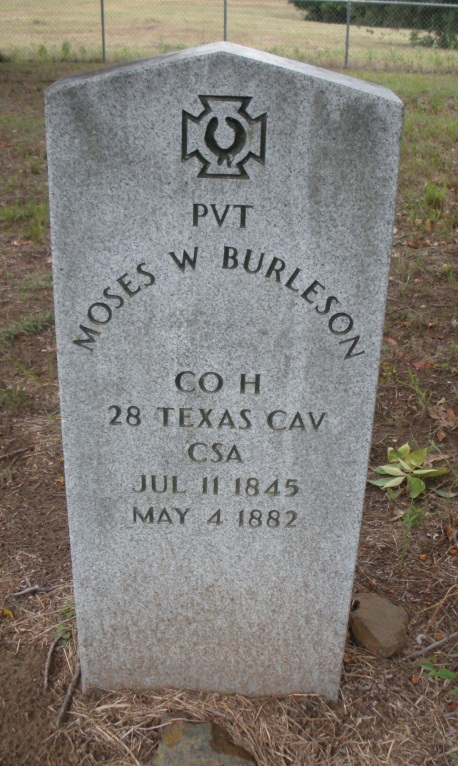 PVT
MOSES W BURLESON
CO H
28 TEXAS CAV
CSA
JUL 11 1845
MAY 4 1882